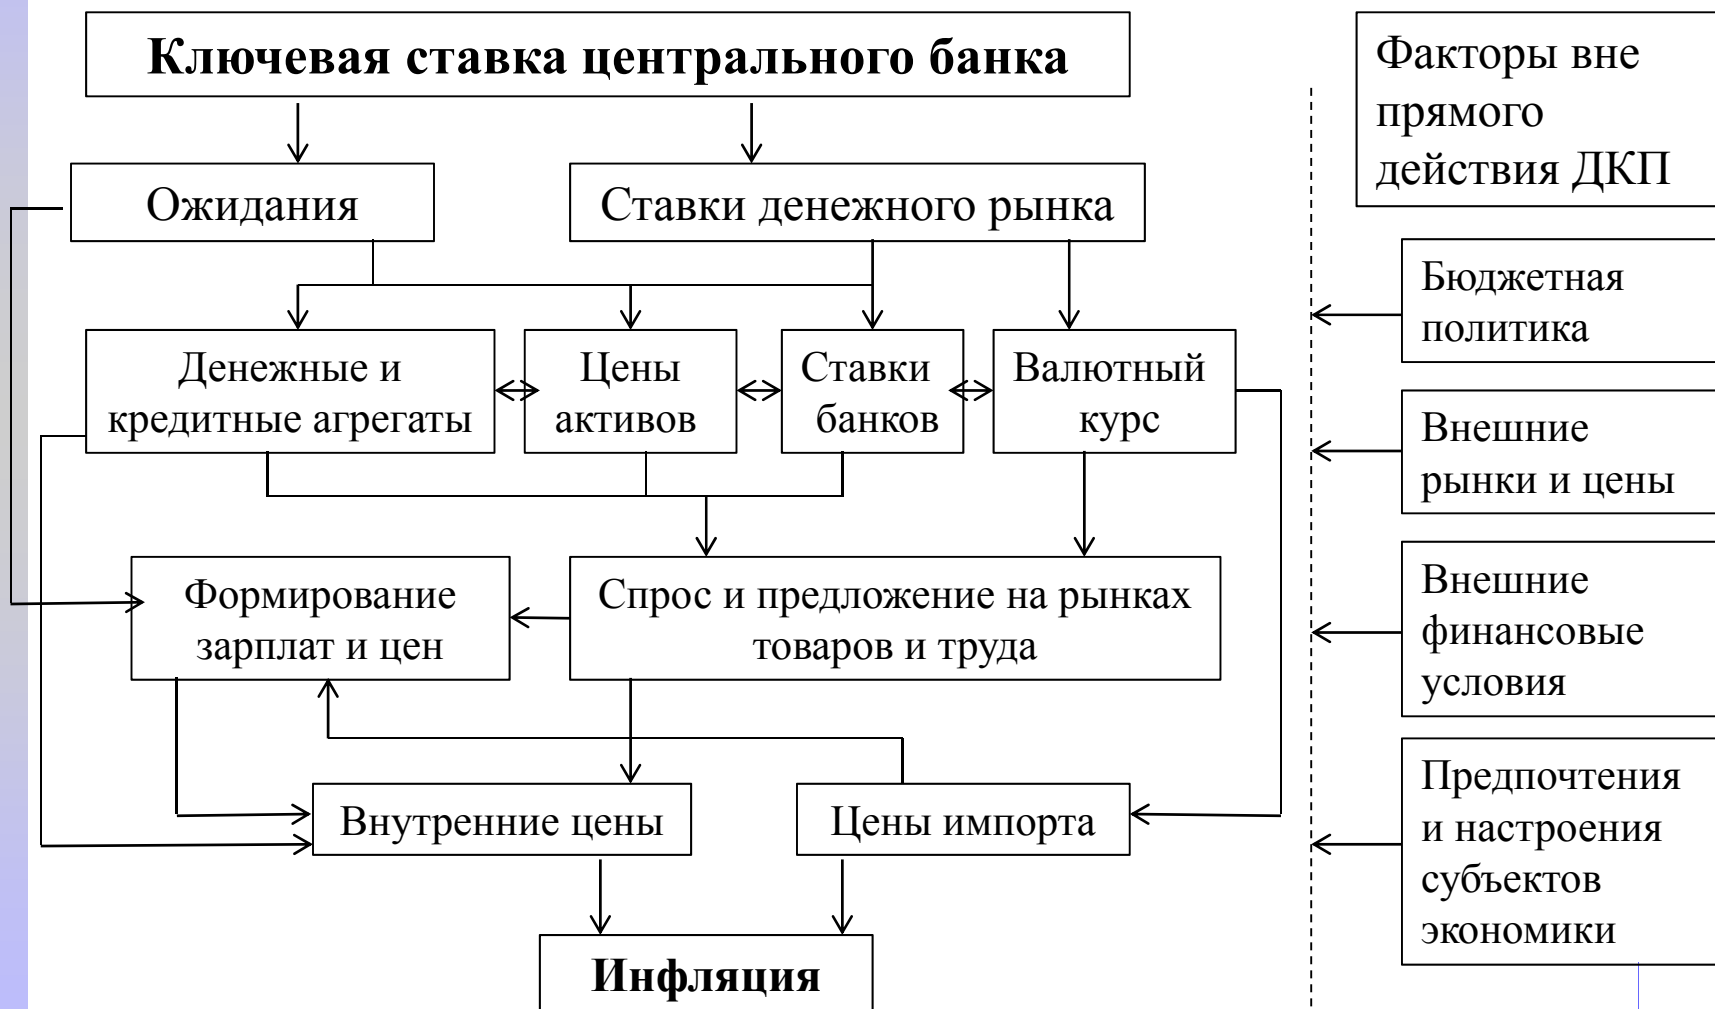 Ключевая ставка центрального банка
Факторы вне
прямого
действия ДКП
Ожидания
Ставки денежного рынка
Бюджетная
политика
Денежные и
кредитные агрегаты
Цены
активов
Ставки
банков
Валютный
курс
Внешние
рынки и цены
Формирование
зарплат и цен
Спрос и предложение на рынках
товаров и труда
Внешние
финансовые
условия
Внутренние цены
Цены импорта
Предпочтения
и настроения
субъектов
экономики
Инфляция